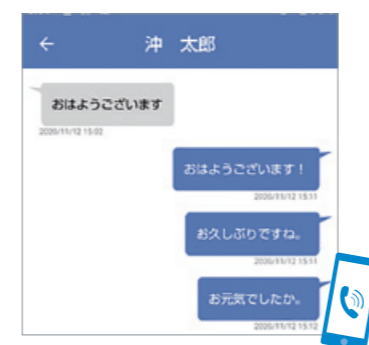 沖 太郎
おはようございます
2020/11/12 15:02
おはようございます！
2020/11/12 15:11
お久しぶりですね。
2020/11/12 15:11
お元気でしたか。
2020/11/12 15:12